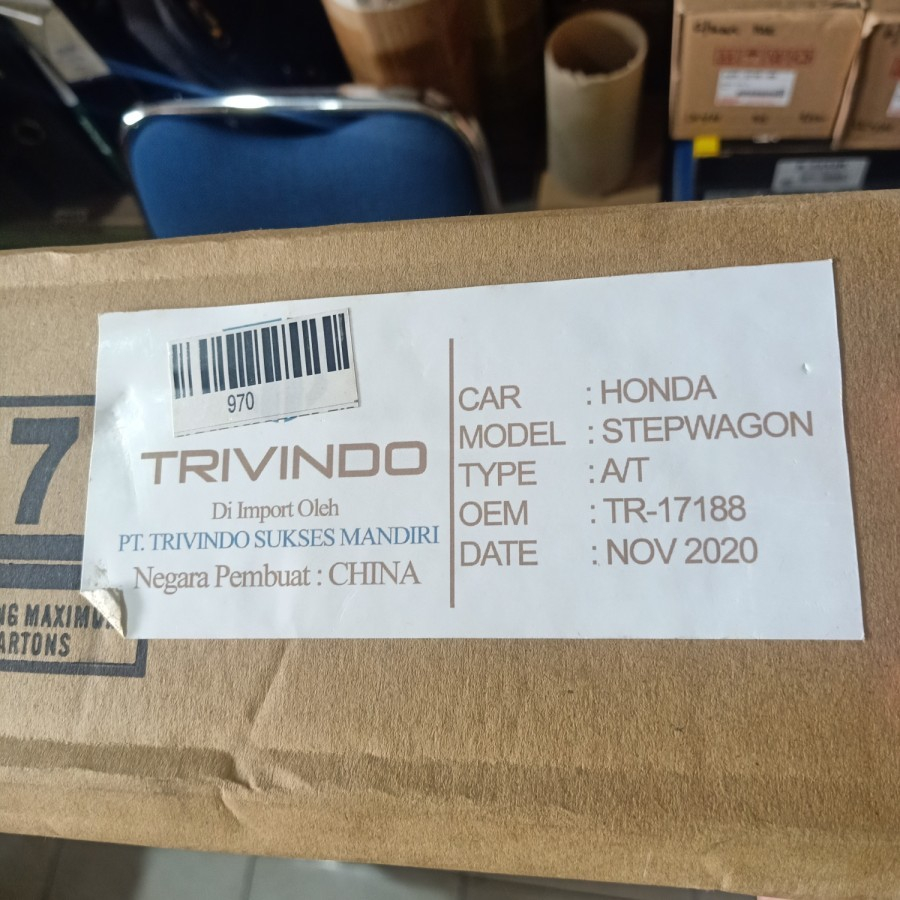 970
TRIVINDO
Di Import Oleh
PT. TRIVINDO SUKSES MANDIRI
Negara Pembuat : CHINA
CAR : HONDA
MODEL : STEPWAGON
TYPE : A/T
OEM : TR-17188
DATE : NOV 2020
7
MAXIMU
ARTONS